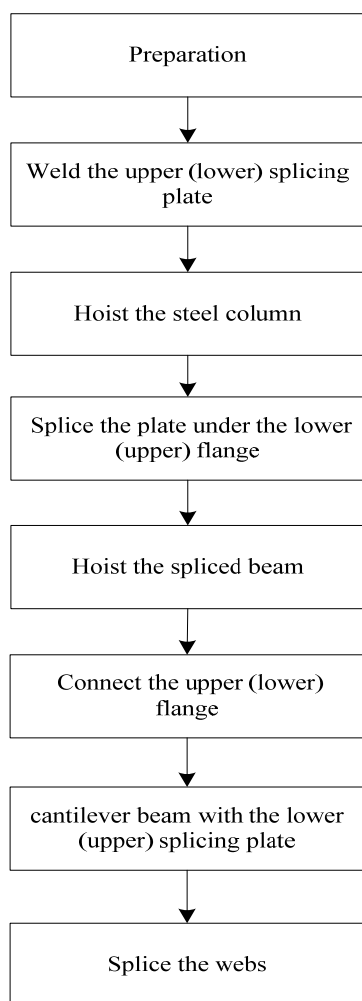 Preparation
Weld the upper (lower) splicing
plate
Hoist the steel column
Splice the plate under the lower
(upper) flange
Hoist the spliced beam
Connect the upper (lower)
flange
cantilever beam with the lower
(upper) splicing plate
Splice the webs